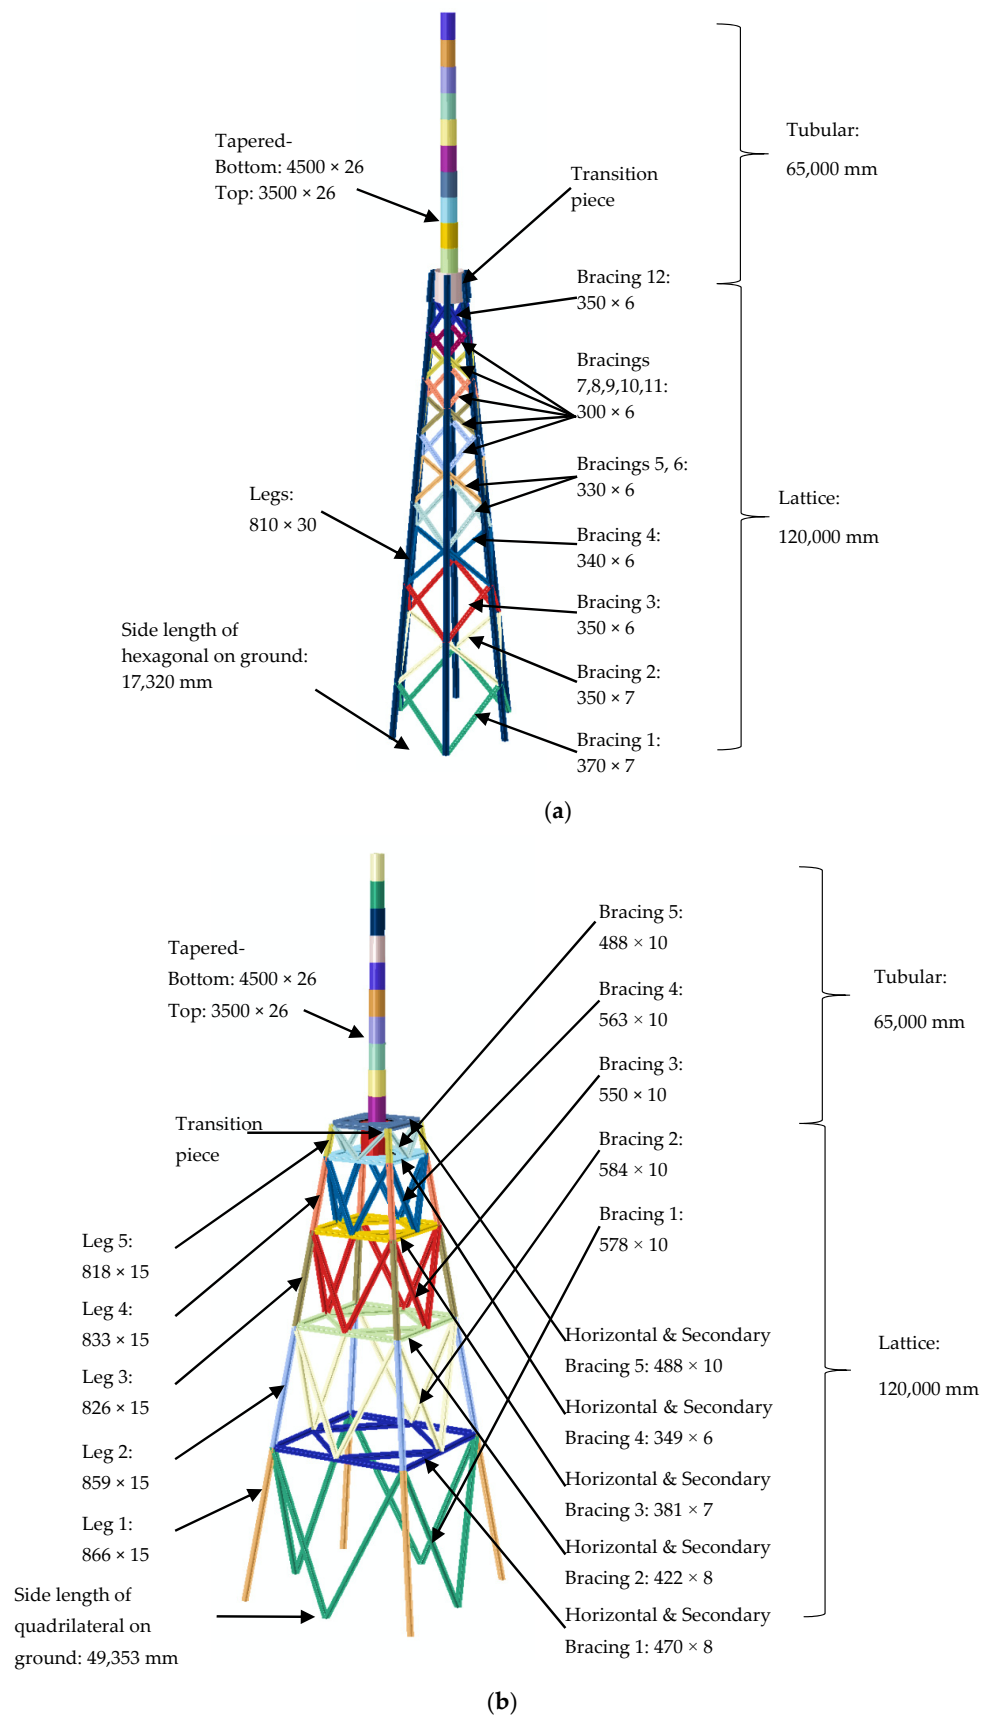 Tubular:
65,000 mm
Tapered-
Bottom: 4500 × 26
Top: 3500 × 26
Transition
piece
Bracing 12:
350 × 6
Bracings
7,8,9,10,11:
300 × 6
Bracings 5, 6:
330 × 6
Legs:
810 × 30
Lattice:
120,000 mm
Bracing 4:
340 × 6
Bracing 3:
350 × 6
Side length of
hexagonal on ground:
17,320 mm
Bracing 2:
350 × 7
Bracing 1:
370 × 7
(a)
Bracing 5:
488 × 10
Tapered-
Bottom: 4500 × 26
Top: 3500 × 26
Bracing 4:
563 × 10
Tubular:
65,000 mm
Bracing 3:
550 × 10
Transition
piece
Bracing 2:
584 × 10
Bracing 1:
578 × 10
Leg 5:
818 × 15
Leg 4:
833 × 15
Leg 3:
826 × 15
Leg 2:
859 × 15
Leg 1:
866 × 15
Horizontal & Secondary
Bracing 5: 488 × 10
Lattice:
120,000 mm
Horizontal & Secondary
Bracing 4: 349 × 6
Horizontal & Secondary
Bracing 3: 381 × 7
Horizontal & Secondary
Bracing 2: 422 × 8
Horizontal & Secondary
Bracing 1: 470 × 8
Side length of
quadrilateral on
ground: 49,353 mm
(b)